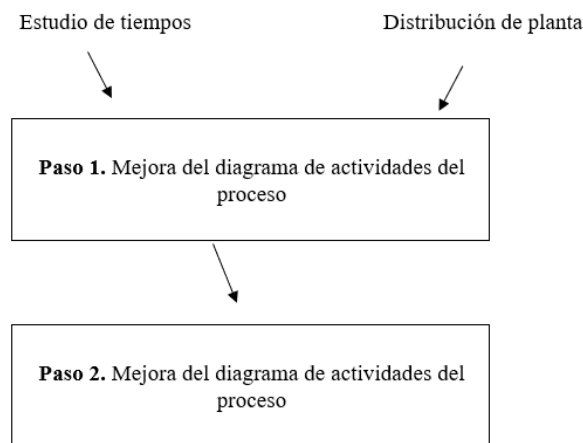 Estudio de tiempos
Distribución de planta
Paso 1. Mejora del diagrama de actividades del
proceso
Paso 2. Mejora del diagrama de actividades del
proceso